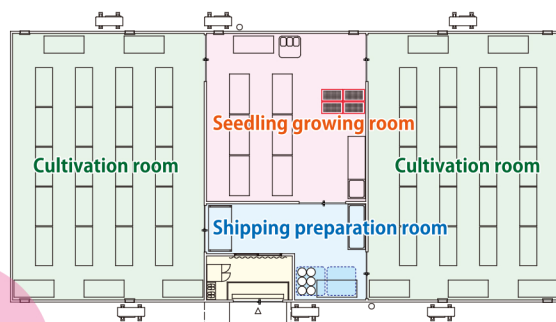 Seedling growing room
Cultivation room
Cultivation room
Shipping preparation room